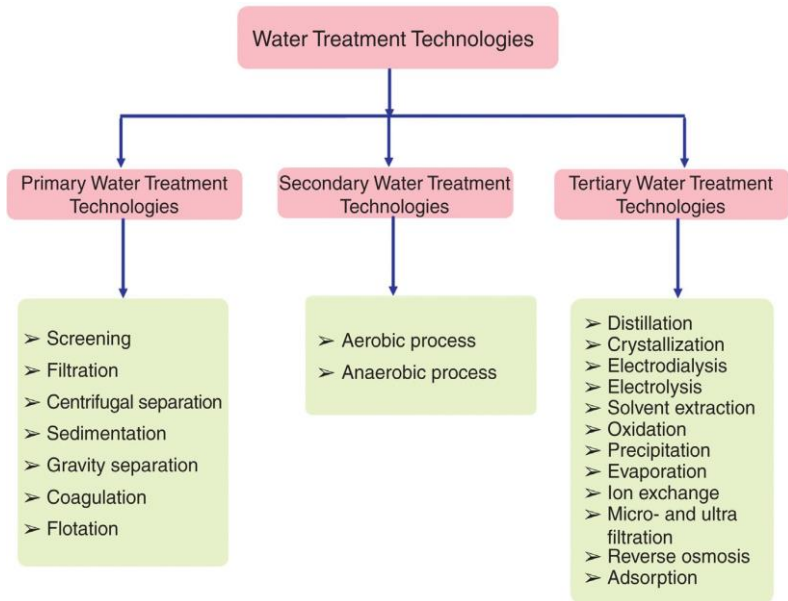 Water Treatment Technologies
Primary Water Treatment
Technologies
Secondary Water Treatment
Technologies
Tertiary Water Treatment
Technologies
➢ Screening
➢ Filtration
➢ Centrifugal separation
➢ Sedimentation
➢ Gravity separation
➢ Coagulation
➢ Flotation
➢ Aerobic process
➢ Anaerobic process
➢ Distillation
➢ Crystallization
➢ Electrodialysis
➢ Electrolysis
➢ Solvent extraction
➢ Oxidation
➢ Precipitation
➢ Evaporation
➢ Ion exchange
➢ Micro- and ultra
filtration
➢ Reverse osmosis
➢ Adsorption